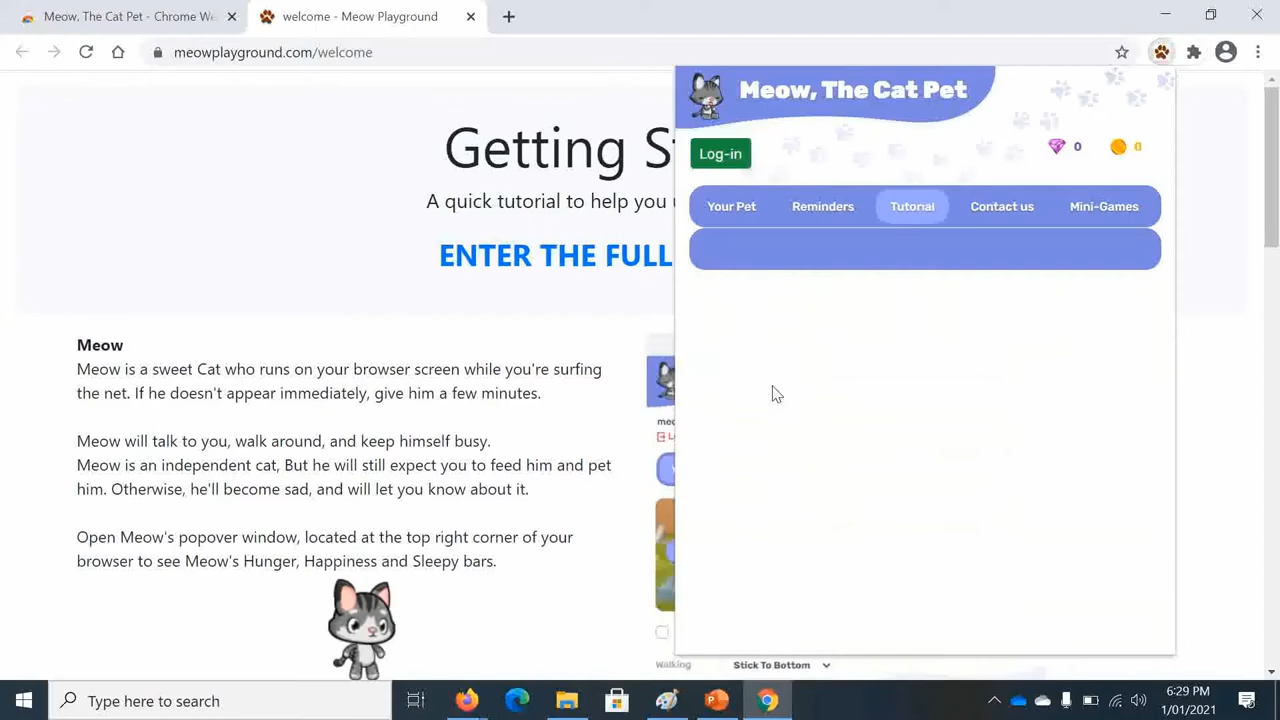 Meow, The Cat Pet - Chrome We
welcome - Meow Playground
meowplayground.com/welcome
Meow, The Cat Pet
Log-in
0
0
Your Pet
Reminders
Tutorial
Contact us
Mini-Games
Getting S
A quick tutorial to help you
ENTER THE FULL
Meow
Meow is a sweet Cat who runs on your browser screen while you're surfing
the net. If he doesn't appear immediately, give him a few minutes.
Meow will talk to you, walk around, and keep himself busy.
Meow is an independent cat, But he will still expect you to feed him and pet
him. Otherwise, he'll become sad, and will let you know about it.
Open Meow's popover window, located at the top right corner of your
browser to see Meow's Hunger, Happiness and Sleepy bars.
Walking
Stick To Bottom
Type here to search
6:29 PM
1/01/2021